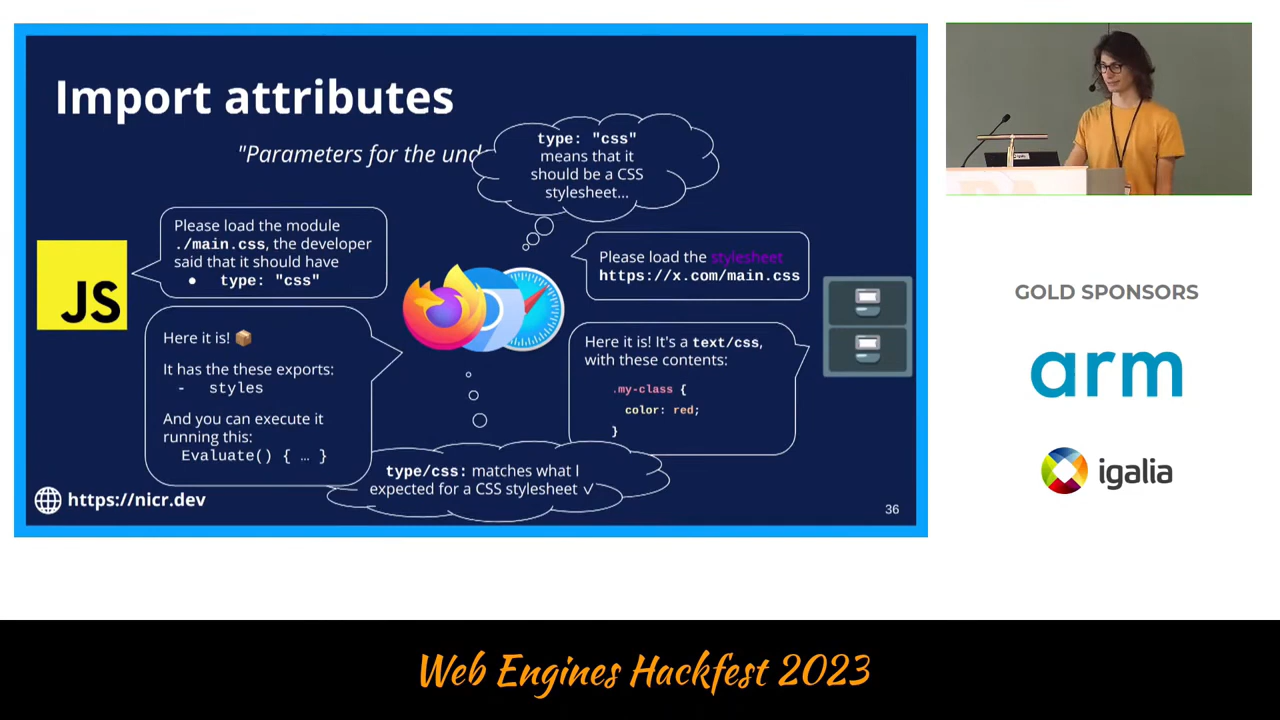 Import attributes
"Parameters for the und
type: "css"
means that it
should be a CSS
stylesheet...
Please load the module
./main.css, the developer
said that it should have
● type: "css"
JS
Please load the stylesheet
https://x.com/main.css
Here it is! 📦
It has the these exports:
- styles
And you can execute it
running this:
Evaluate() { … }
Here it is! It's a text/css,
with these contents:
.my-class {
color: red;
}
type/css: matches what I
expected for a CSS stylesheet ✓
https://nicr.dev
36
GOLD SPONSORS
arm
igalia
Web Engines Hackfest 2023